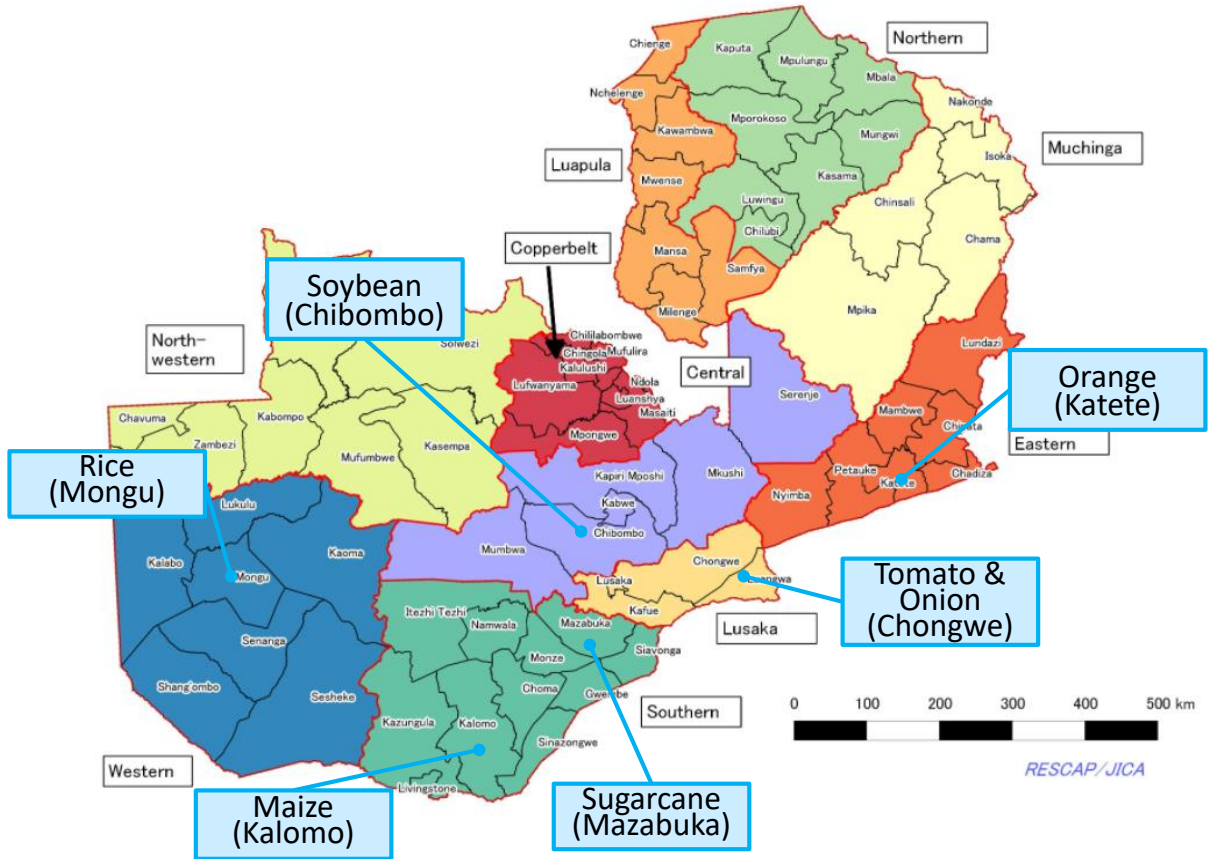 Northern
Chienge
Kaputa
Mpulungu
Mbala
Nchelenge
Nakonde
Mporokoso
Kawambwa
Mungwi
Muchinga
Isoka
Luapula
Mwense
Kasama
Luwingu
Chinsali
Chilubi
Chama
Copperbelt
Mansa
Samfya
Soybean
(Chibombo)
Milenge
Mpika
North-
western
Solwezi
Chililabombwe
Chingola
Mufulira
Kalulushi
Lundazi
Central
Lufwanyama
Ndola
Luanshya
Masaiti
Serenje
Orange
(Katete)
Mambwe
Chavuma
Kabompo
Zambezi
Kasempa
Mpongwe
Chipata
Eastern
Mufumbwe
Rice
(Mongu)
Kapiri Mposhi
Mkushi
Petauke
Katete
Chadiza
Nyimba
Lukulu
Kabwe
Chibombo
Kaoma
Mumbwa
Kalabo
Mongu
Chongwe
Luangwa
Lusaka
Kafue
Tomato &
Onion
(Chongwe)
Itezhi Tezhi
Namwala
Mazabuka
Lusaka
Senanga
Monze
Siavonga
Shang'ombo
Sesheke
Choma
Gwembe
Kazungula
Kalomo
Southern
Sinazongwe
0 100 200 300 400 500 km
Western
Livingstone
RESCAP/JICA
Maize
(Kalomo)
Sugarcane
(Mazabuka)